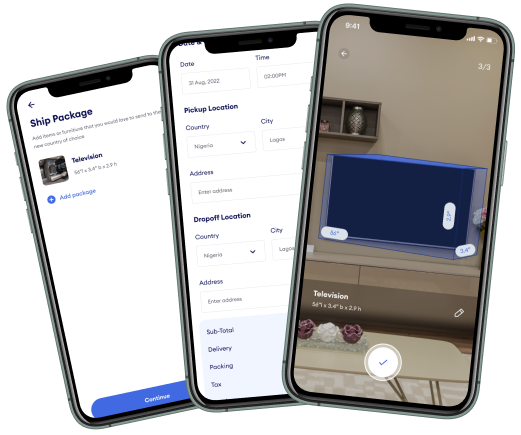 Ship Package
Add items or furniture that you would love to send to the
new country of choice
Television
56"l x 3.4" b x 2.9 h
Add package
Continue
Date &
Date
Time
31 Aug, 2022
02:00PM
Pickup Location
Country
City
Nigeria
Lagos
Address
Enter address
Dropoff Location
Country
City
Nigeria
Lagos
Address
Enter address
Sub-Total
Delivery
Packing
Tax
9:41
3/3
56"
3.4"
Television
56"l x 3.4" b x 2.9 h